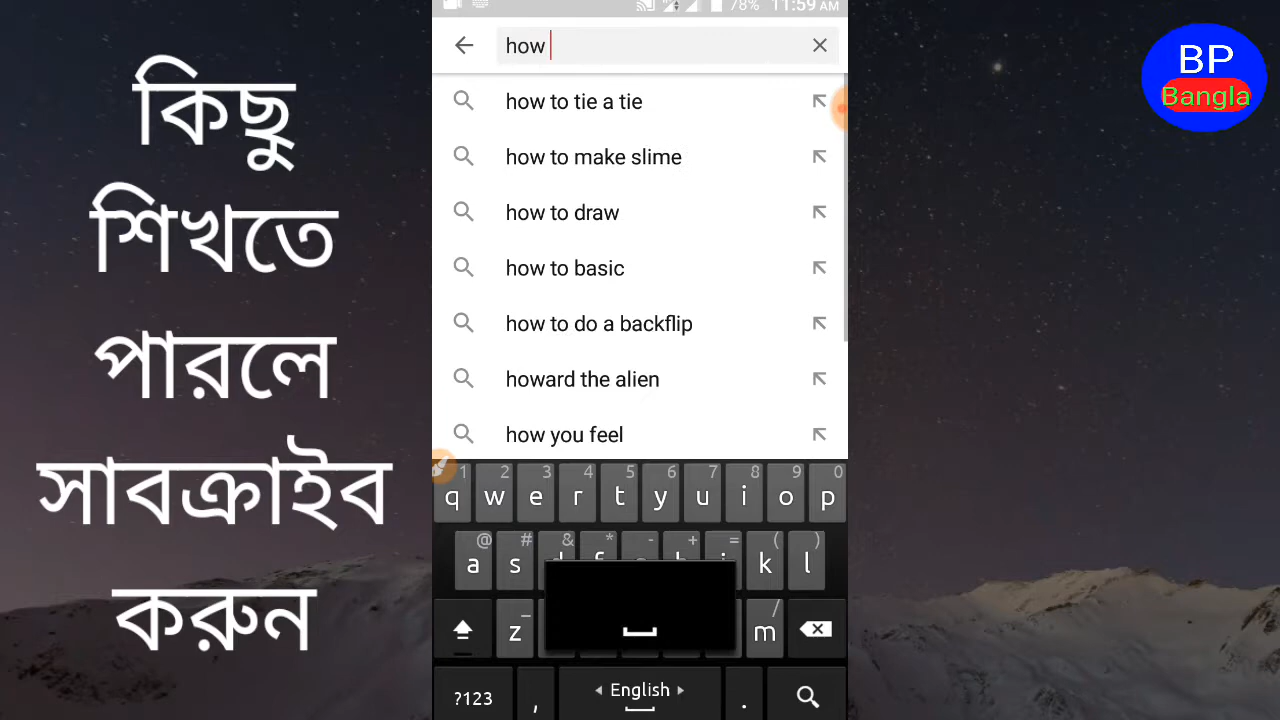 কিছু
শিখতে
পারলে
সাবক্রাইব
করুন
78% 11:59 AM
how
how to tie a tie
how to make slime
how to draw
how to basic
how to do a backflip
howard the alien
how you feel
1 2 3 4 5 6 7 8 9 0
q w e r t y u i o p
@ # & * - + = ( )
a s k l
_ /
z m
?123 , English .
BP
Bangla